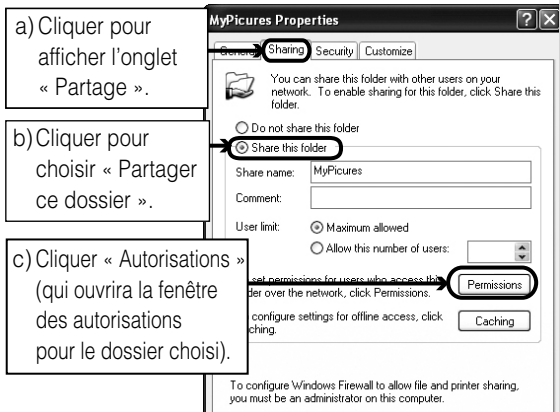 MyPicures Properties
a) Cliquer pour
afficher l'onglet
« Partage ».
General Sharing Security Customize
You can share this folder with other users on your
network. To enable sharing for this folder, click Share this
folder.
Do not share this folder
b) Cliquer pour
choisir « Partager
ce dossier ».
Share this folder
Share name: MyPicures
Comment:
User limit: Maximum allowed
Allow this number of users:
c) Cliquer « Autorisations »
(qui ouvrira la fenêtre
des autorisations
pour le dossier choisi).
set permissions for users who access this
over the network, click Permissions.
Permissions
configure settings for offline access, click
Caching
To configure Windows Firewall to allow file and printer sharing,
you must be an administrator on this computer.